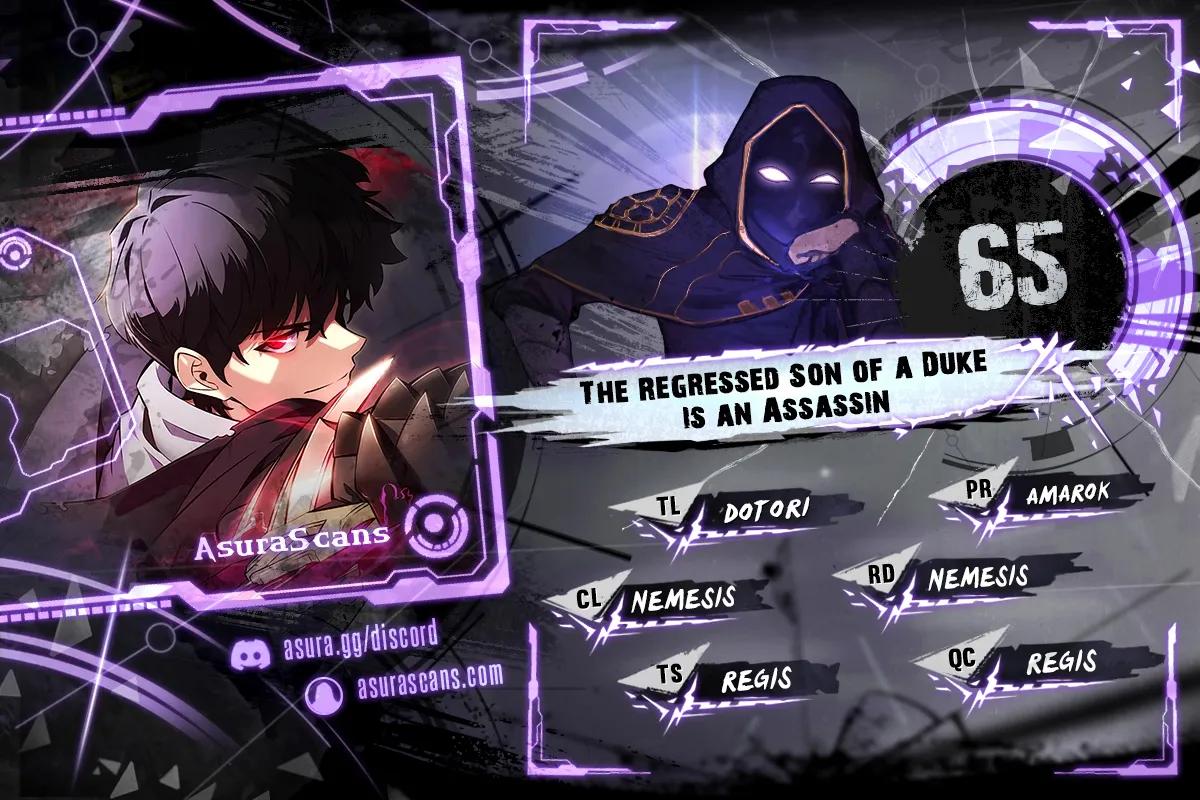 65
THE REGRESSED SON OF A DUKE
IS AN ASSASSIN
TL DOTORI
PR AMAROK
CL NEMESIS
RD NEMESIS
TS REGIS
QC REGIS
AsuraScans
asura.gg/discord
asurascans.com